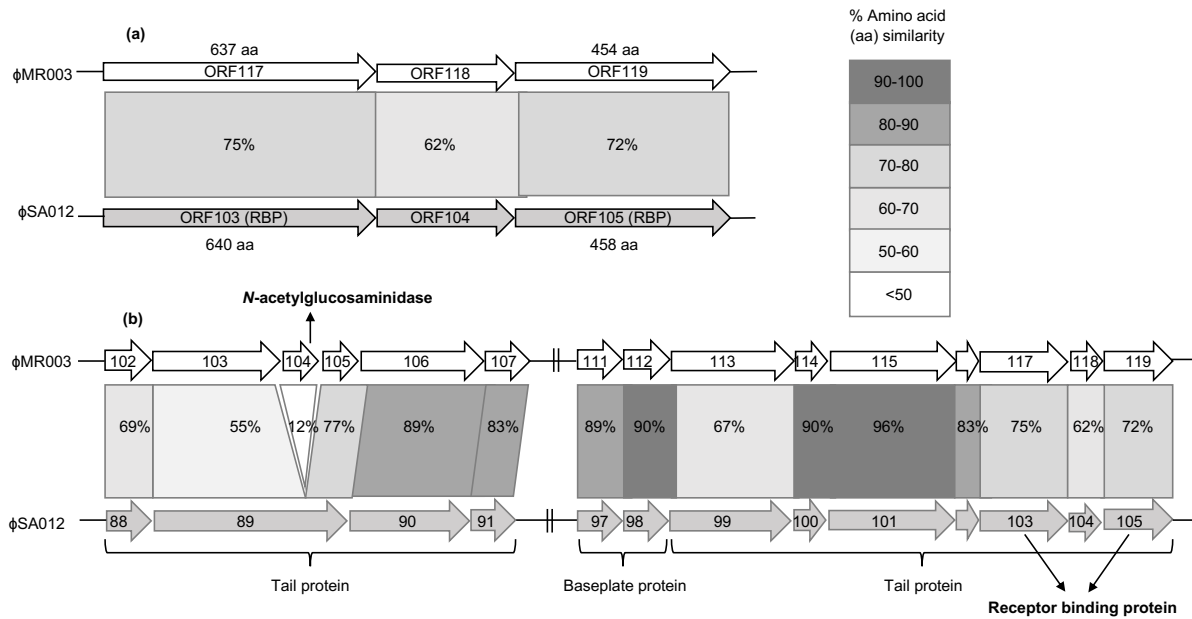 % Amino acid
(aa) similarity
90-100
80-90
70-80
60-70
50-60
<50
(a)
637 aa
454 aa
ϕMR003
ORF117
ORF118
ORF119
75%
62%
72%
ϕSA012
ORF103 (RBP)
ORF104
ORF105 (RBP)
640 aa
458 aa
N-acetylglucosaminidase
(b)
ϕMR003
102
103
104
105
106
107
111
112
113
114
115
117
118
119
69%
55%
12%
77%
89%
83%
89%
90%
67%
90%
96%
83%
75%
62%
72%
ϕSA012
88
89
90
91
97
98
99
100
101
103
104
105
Tail protein
Baseplate protein
Tail protein
Receptor binding protein